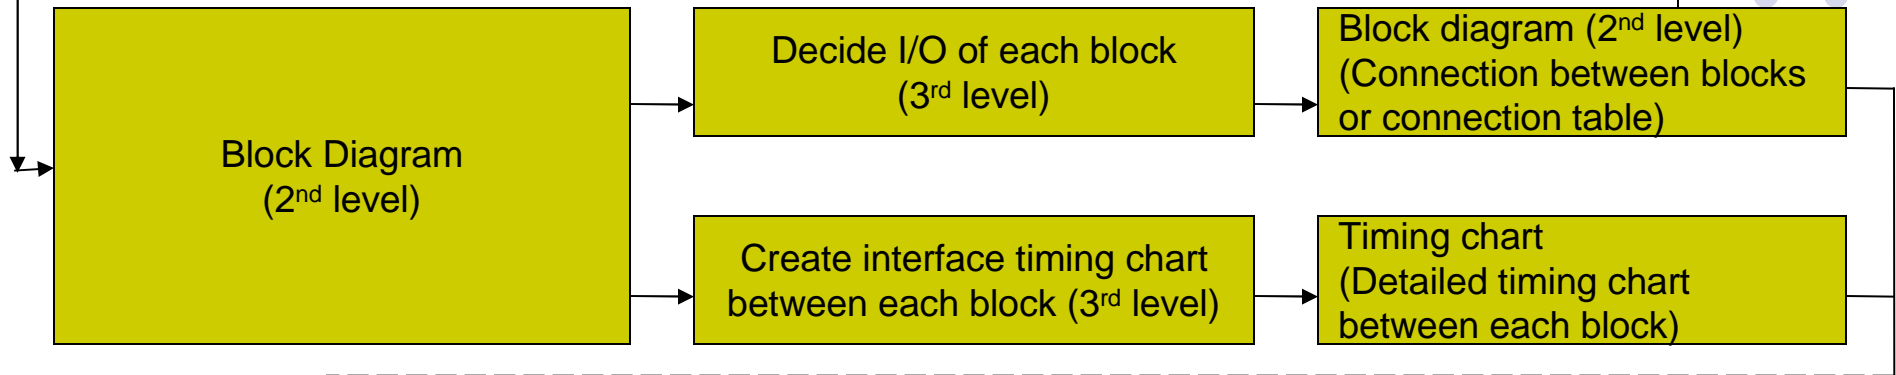 Block Diagram
(2nd level)
Decide I/O of each block
(3rd level)
Block diagram (2nd level)
(Connection between blocks
or connection table)
Create interface timing chart
between each block (3rd level)
Timing chart
(Detailed timing chart
between each block)